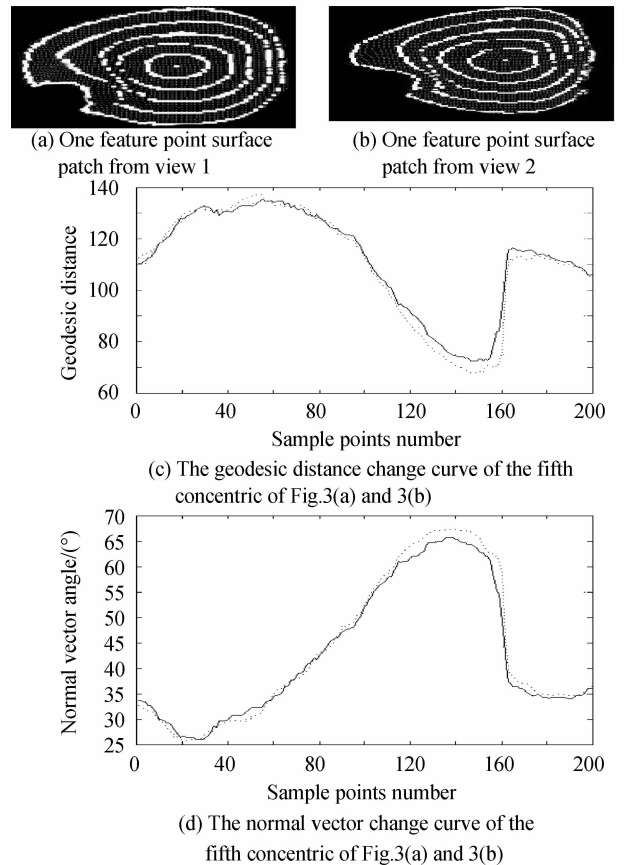 (a) One feature point surface
patch from view 1
(b) One feature point surface
patch from view 2
140
120
100
80
60
Geodesic distance
0 40 80 120 160 200
Sample points number
(c) The geodesic distance change curve of the fifth
concentric of Fig.3(a) and 3(b)
70
65
60
55
50
45
40
35
30
25
Normal vector angle/(°)
0 40 80 120 160 200
Sample points number
(d) The normal vector change curve of the
fifth concentric of Fig.3(a) and 3(b)